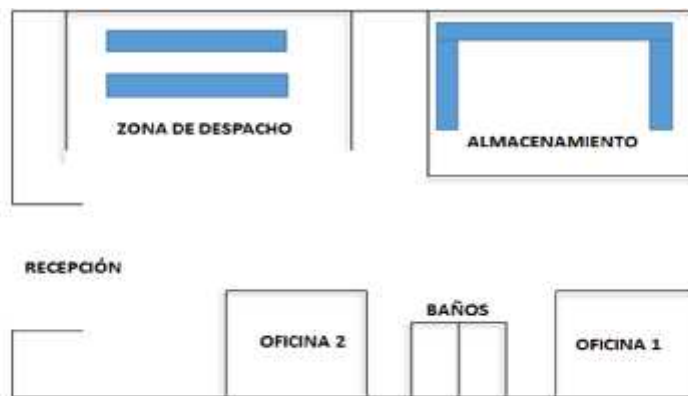 ZONA DE DESPACHO
ALMACENAMIENTO
RECEPCIÓN
BAÑOS
OFICINA 2
OFICINA 1